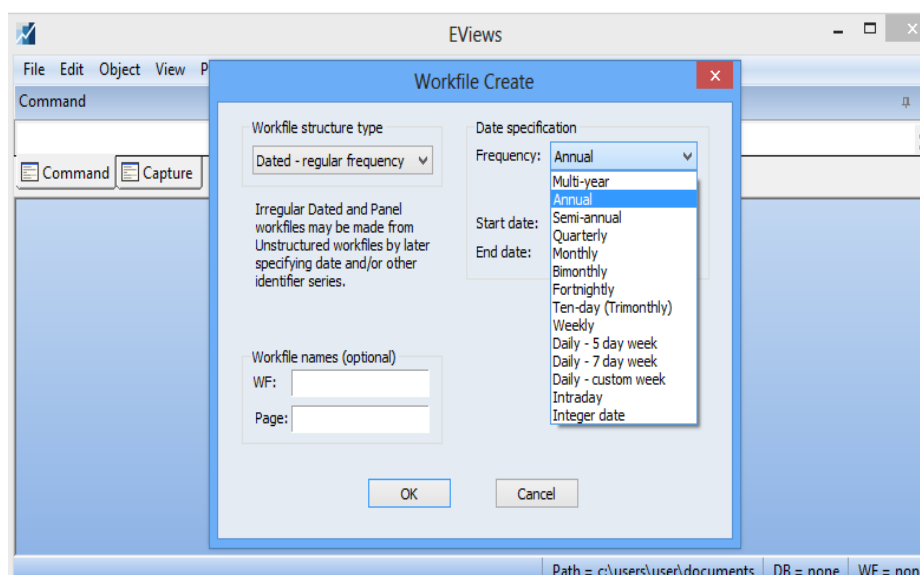 EViews
File Edit Object View P
Command
Command Capture
Workfile Create
Workfile structure type
Dated - regular frequency
Irregular Dated and Panel
workfiles may be made from
Unstructured workfiles by later
specifying date and/or other
identifier series.
Date specification
Frequency: Annual
Multi-year
Annual
Semi-annual
Quarterly
Monthly
Bimonthly
Fortnightly
Ten-day (Trimonthly)
Weekly
Daily - 5 day week
Daily - 7 day week
Daily - custom week
Intraday
Integer date
Start date:
End date:
Workfile names (optional)
WF:
Page:
OK Cancel
Path = c:\users\user\documents DB = none WF = non